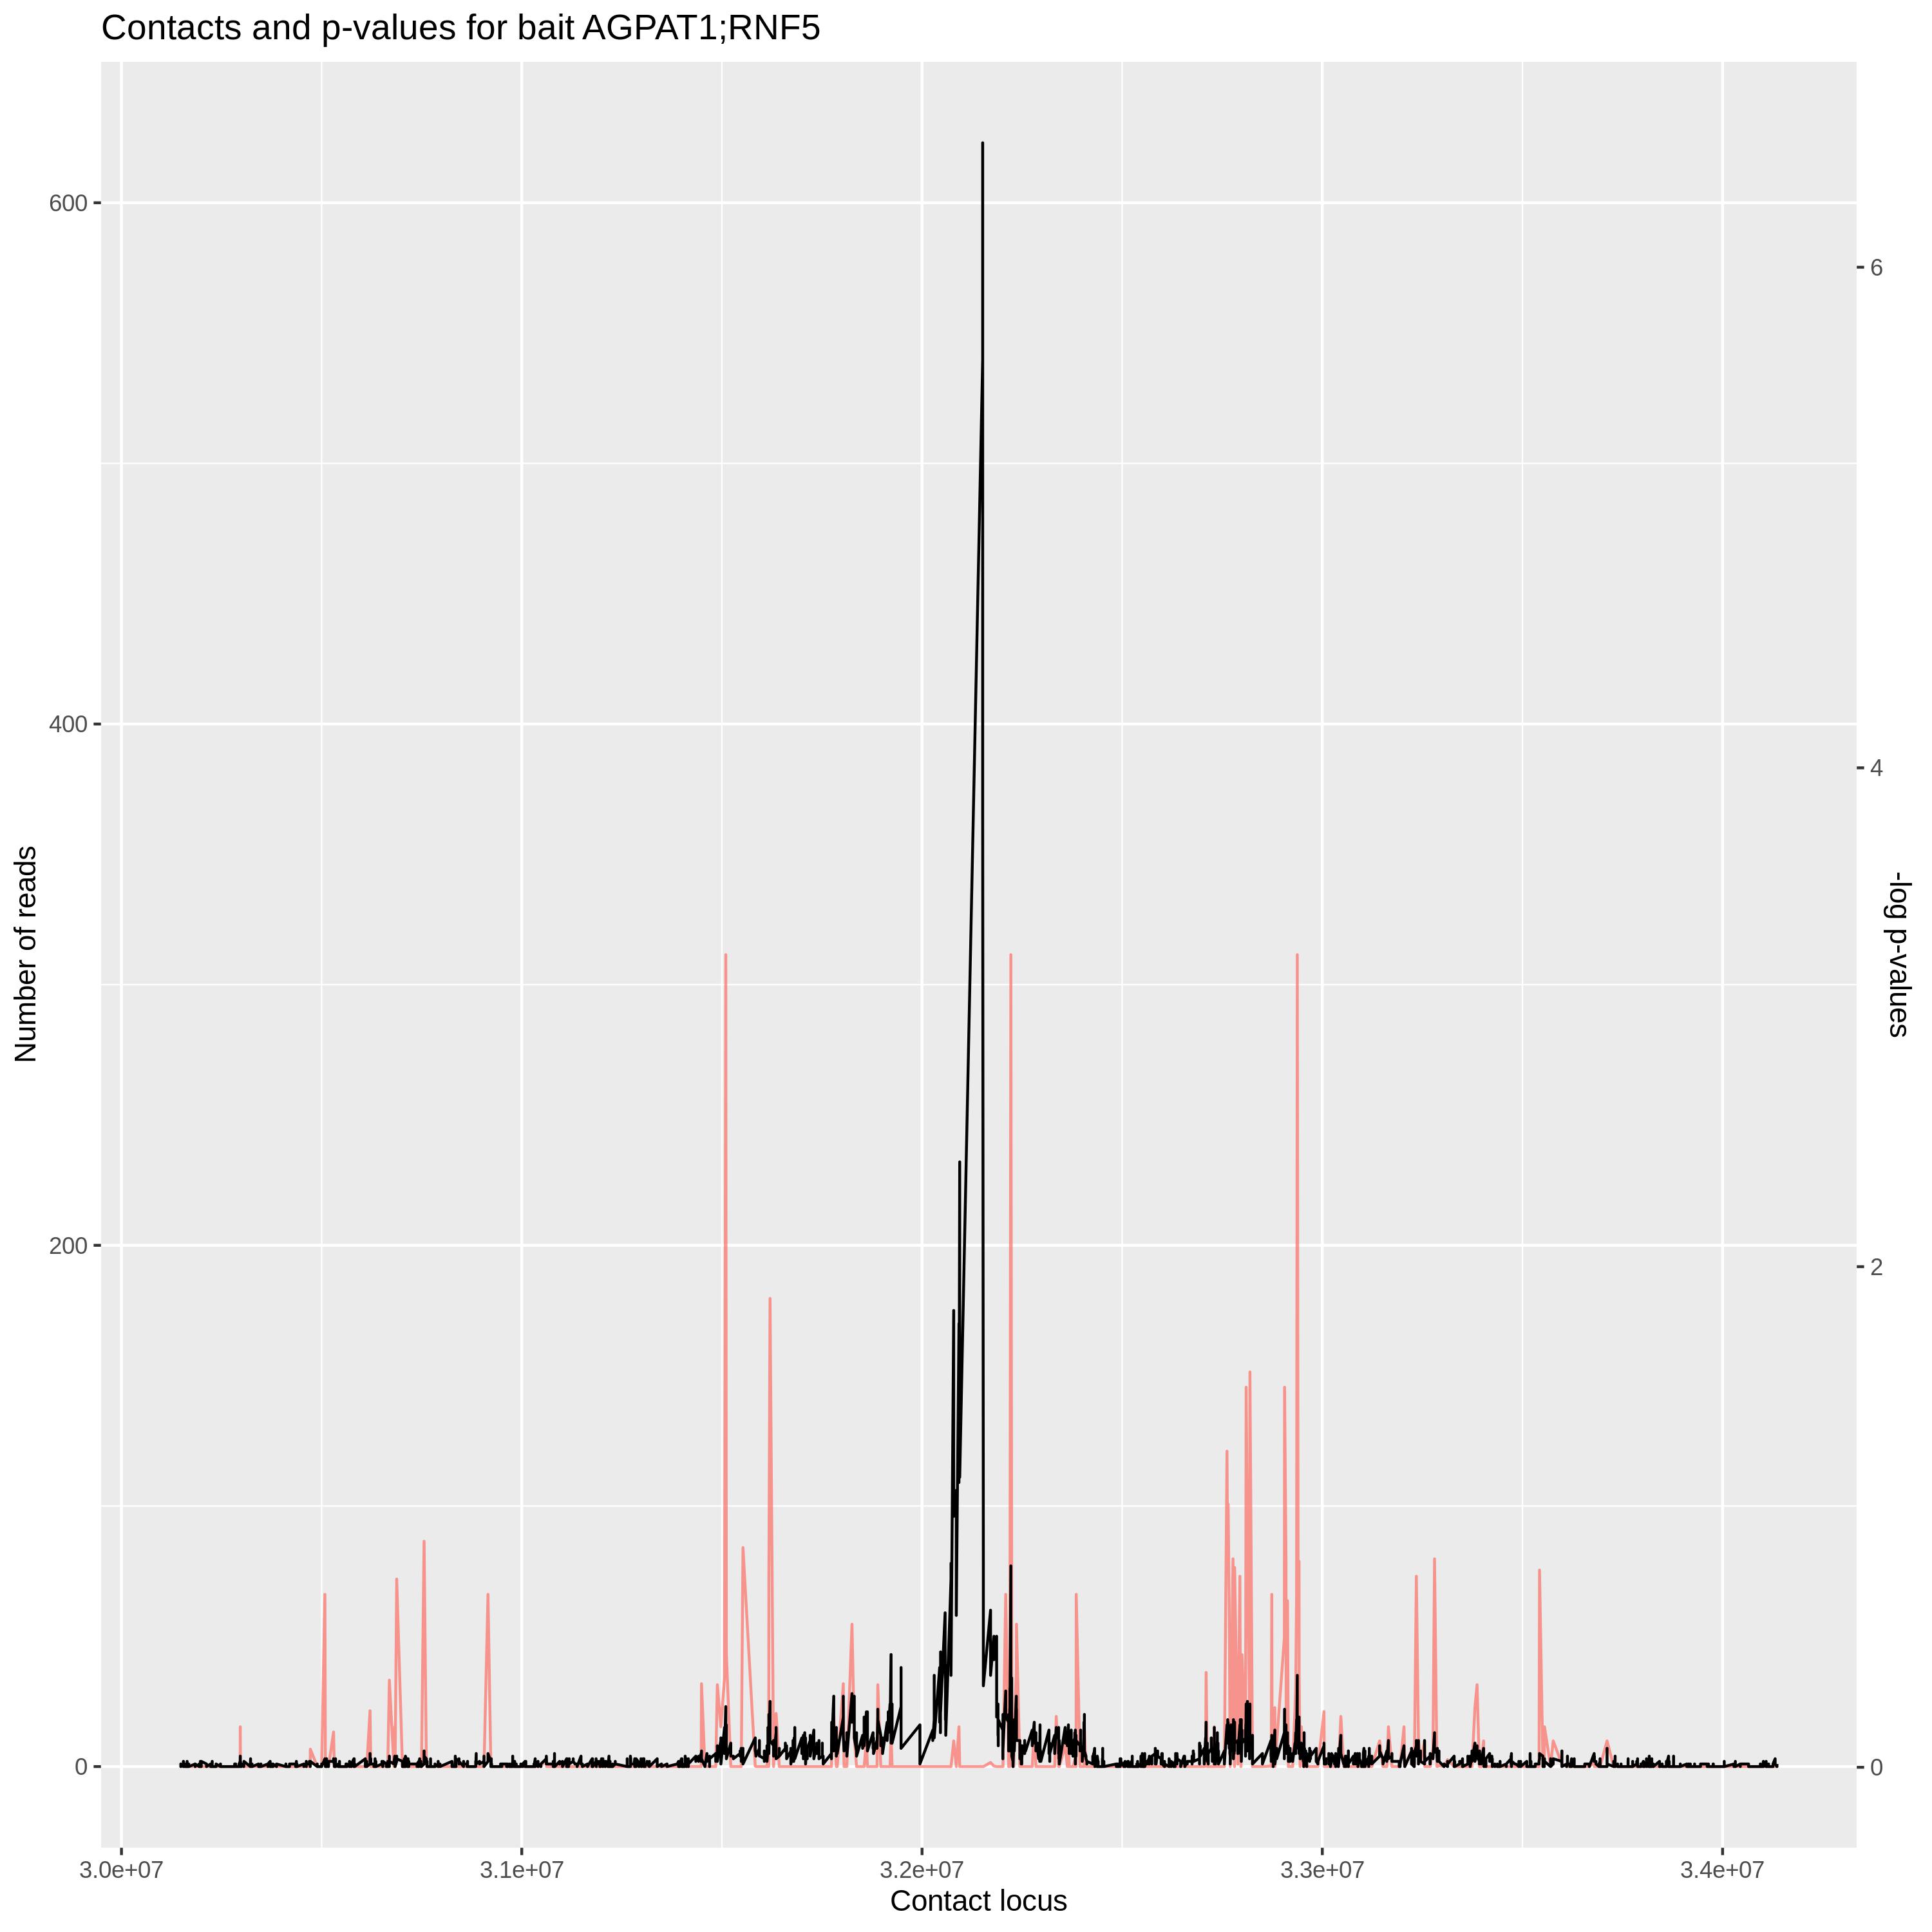 Contacts and p-values for bait AGPAT1;RNF5
600
400
200
0
6
4
2
0
Number of reads
-log p-values
3.0e+07 3.1e+07 3.2e+07 3.3e+07 3.4e+07
Contact locus